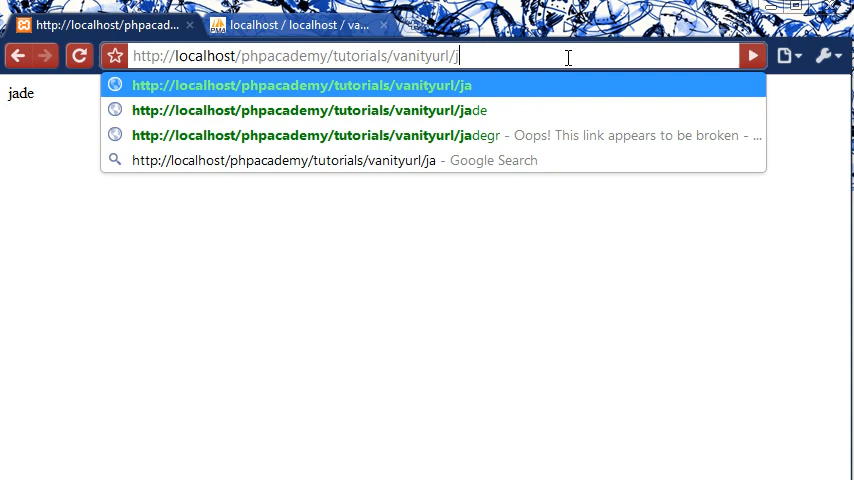 http://localhost/phpacad...
localhost / localhost / va...
http://localhost/phpacademy/tutorials/vanityurl/j
jade
http://localhost/phpacademy/tutorials/vanityurl/ja
http://localhost/phpacademy/tutorials/vanityurl/jade
http://localhost/phpacademy/tutorials/vanityurl/jadegr - Oops! This link appears to be broken - ...
http://localhost/phpacademy/tutorials/vanityurl/ja - Google Search